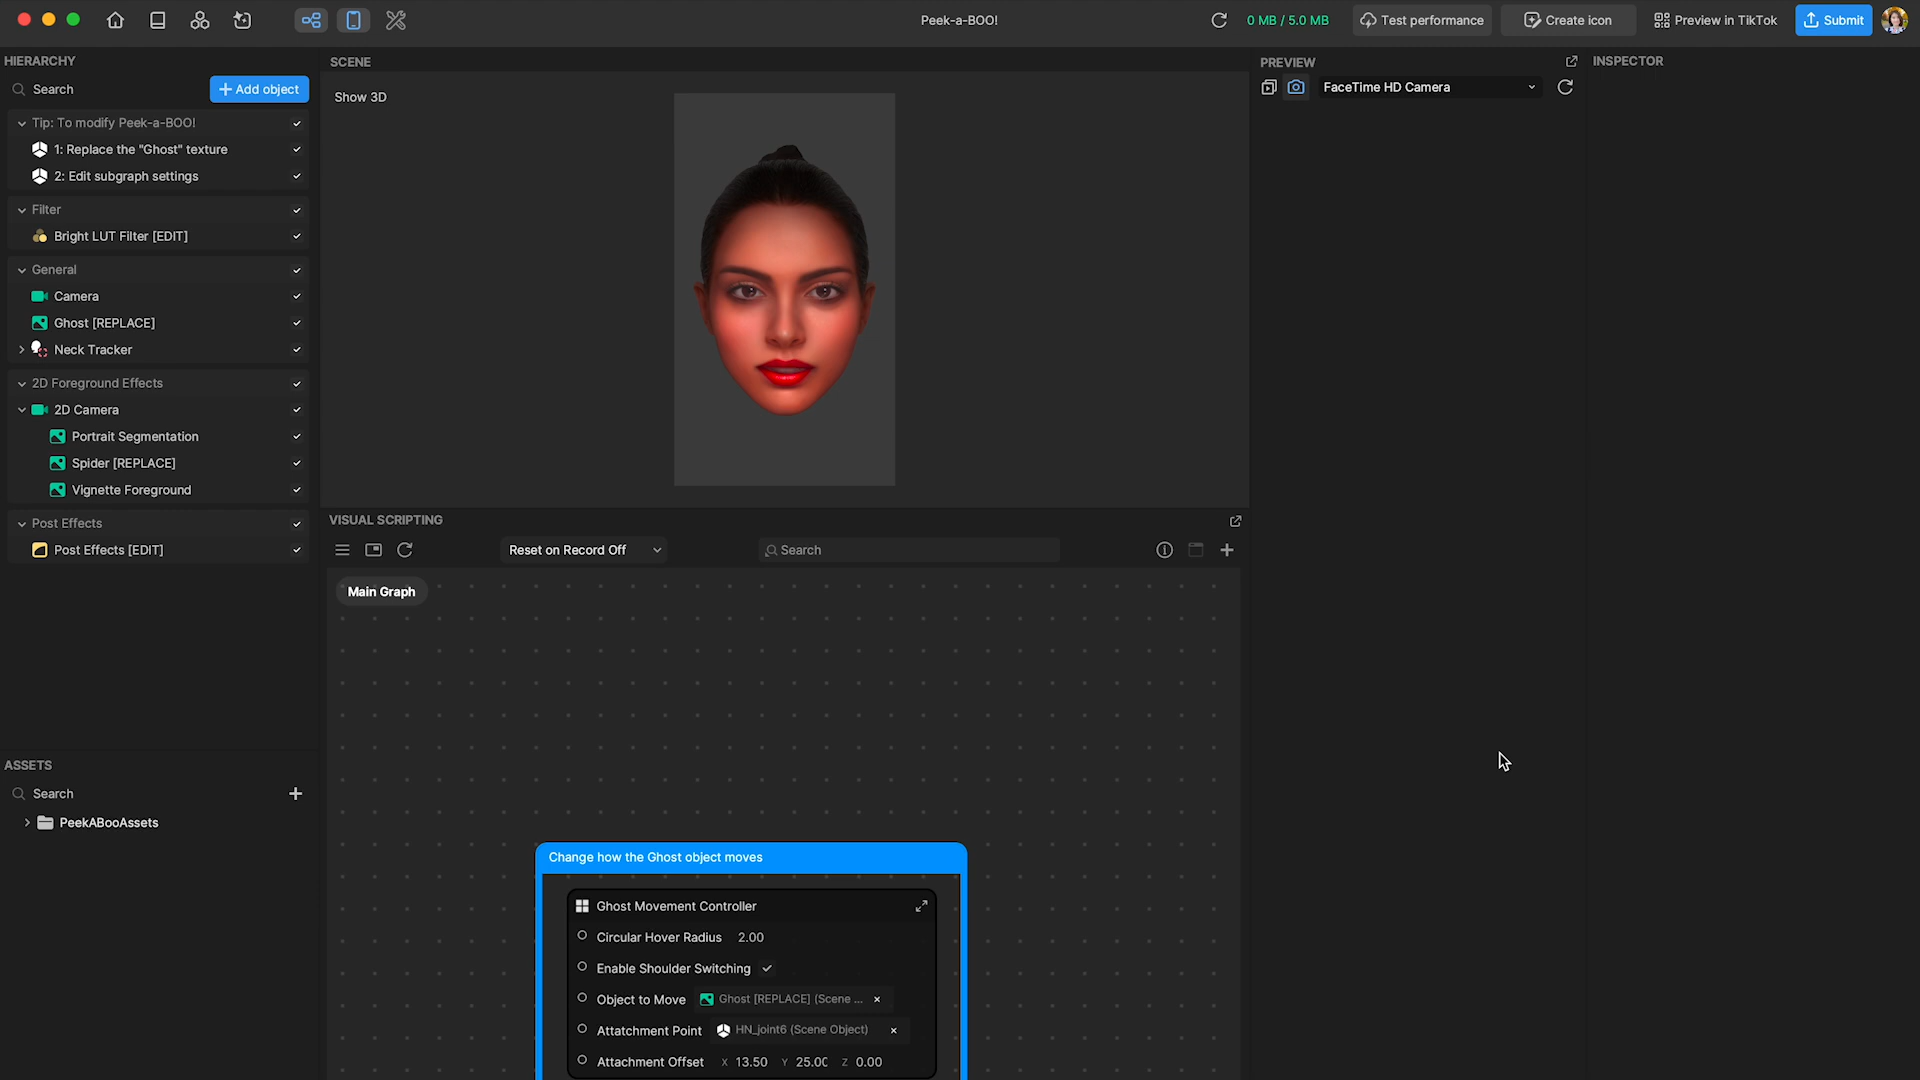 Peek-a-BOO!
0 MB / 5.0 MB
Test performance
Create icon
Preview in TikTok
Submit
HIERARCHY
Search
Add object
Tip: To modify Peek-a-BOO!
1: Replace the "Ghost" texture
2: Edit subgraph settings
Filter
Bright LUT Filter [EDIT]
General
Camera
Ghost [REPLACE]
Neck Tracker
2D Foreground Effects
2D Camera
Portrait Segmentation
Spider [REPLACE]
Vignette Foreground
Post Effects
Post Effects [EDIT]
ASSETS
Search
PeekABooAssets
SCENE
Show 3D
VISUAL SCRIPTING
Reset on Record Off
Search
Main Graph
Change how the Ghost object moves
Ghost Movement Controller
Circular Hover Radius 2.00
Enable Shoulder Switching
Object to Move Ghost [REPLACE] (Scene ...
Attatchment Point HN_joint6 (Scene Object)
Attachment Offset X 13.50 Y 25.00 Z 0.00
PREVIEW
FaceTime HD Camera
INSPECTOR